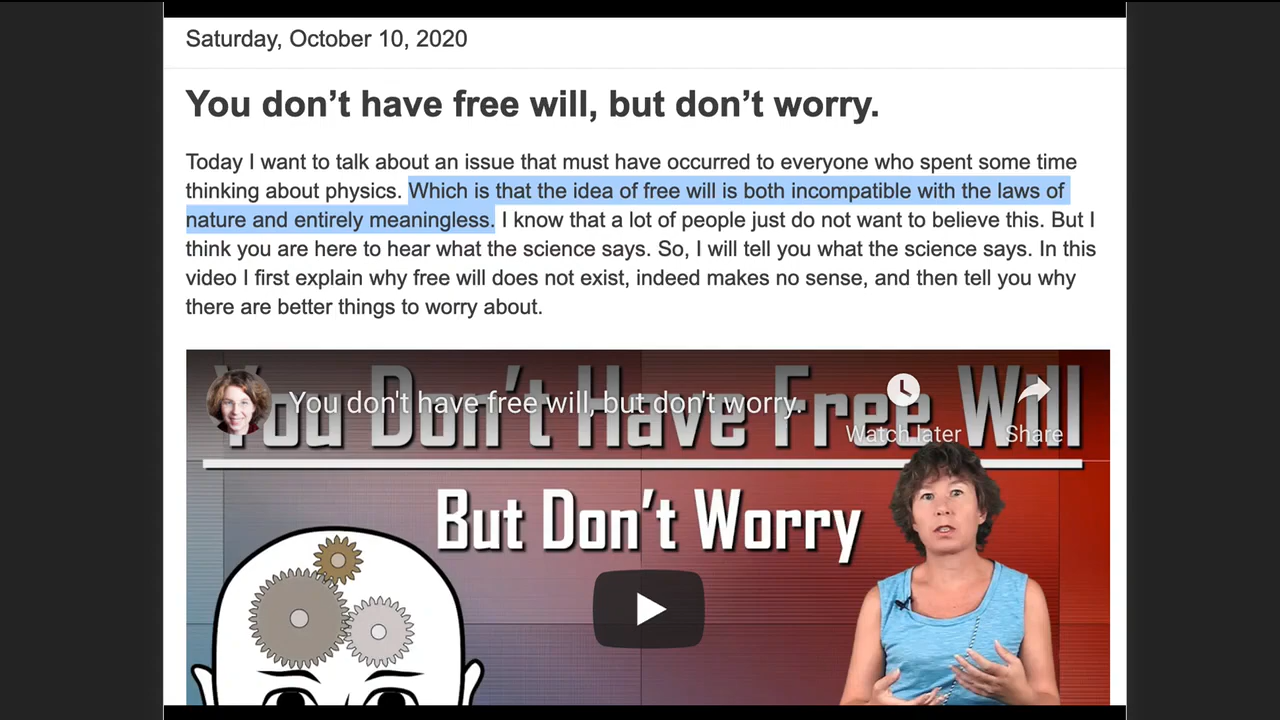 Saturday, October 10, 2020
You don’t have free will, but don’t worry.
Today I want to talk about an issue that must have occurred to everyone who spent some time
thinking about physics. Which is that the idea of free will is both incompatible with the laws of
nature and entirely meaningless. I know that a lot of people just do not want to believe this. But I
think you are here to hear what the science says. So, I will tell you what the science says. In this
video I first explain why free will does not exist, indeed makes no sense, and then tell you why
there are better things to worry about.
You Don’t Have Free Will
You don't have free will, but don't worry.
Watch later
Share
But Don’t Worry